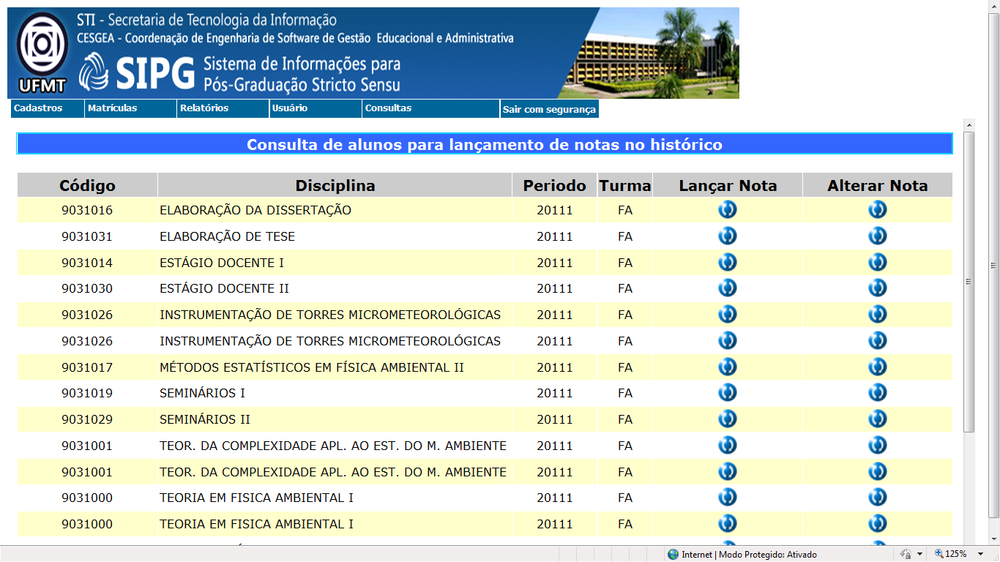 STI - Secretaria de Tecnologia da Informação
CESGEA - Coordenação de Engenharia de Software de Gestão Educacional e Administrativa
UFMT
SIPG
Sistema de Informações para
Pós-Graduação Stricto Sensu
Cadastros Matrículas Relatórios Usuário Consultas Sair com segurança
Consulta de alunos para lançamento de notas no histórico
Código Disciplina Periodo Turma Lançar Nota Alterar Nota
9031016 ELABORAÇÃO DA DISSERTAÇÃO 20111 FA
9031031 ELABORAÇÃO DE TESE 20111 FA
9031014 ESTÁGIO DOCENTE I 20111 FA
9031030 ESTÁGIO DOCENTE II 20111 FA
9031026 INSTRUMENTAÇÃO DE TORRES MICROMETEOROLÓGICAS 20111 FA
9031026 INSTRUMENTAÇÃO DE TORRES MICROMETEOROLÓGICAS 20111 FA
9031017 MÉTODOS ESTATÍSTICOS EM FÍSICA AMBIENTAL II 20111 FA
9031019 SEMINÁRIOS I 20111 FA
9031029 SEMINÁRIOS II 20111 FA
9031001 TEOR. DA COMPLEXIDADE APL. AO EST. DO M. AMBIENTE 20111 FA
9031001 TEOR. DA COMPLEXIDADE APL. AO EST. DO M. AMBIENTE 20111 FA
9031000 TEORIA EM FISICA AMBIENTAL I 20111 FA
9031000 TEORIA EM FISICA AMBIENTAL I 20111 FA
Internet | Modo Protegido: Ativado 125%